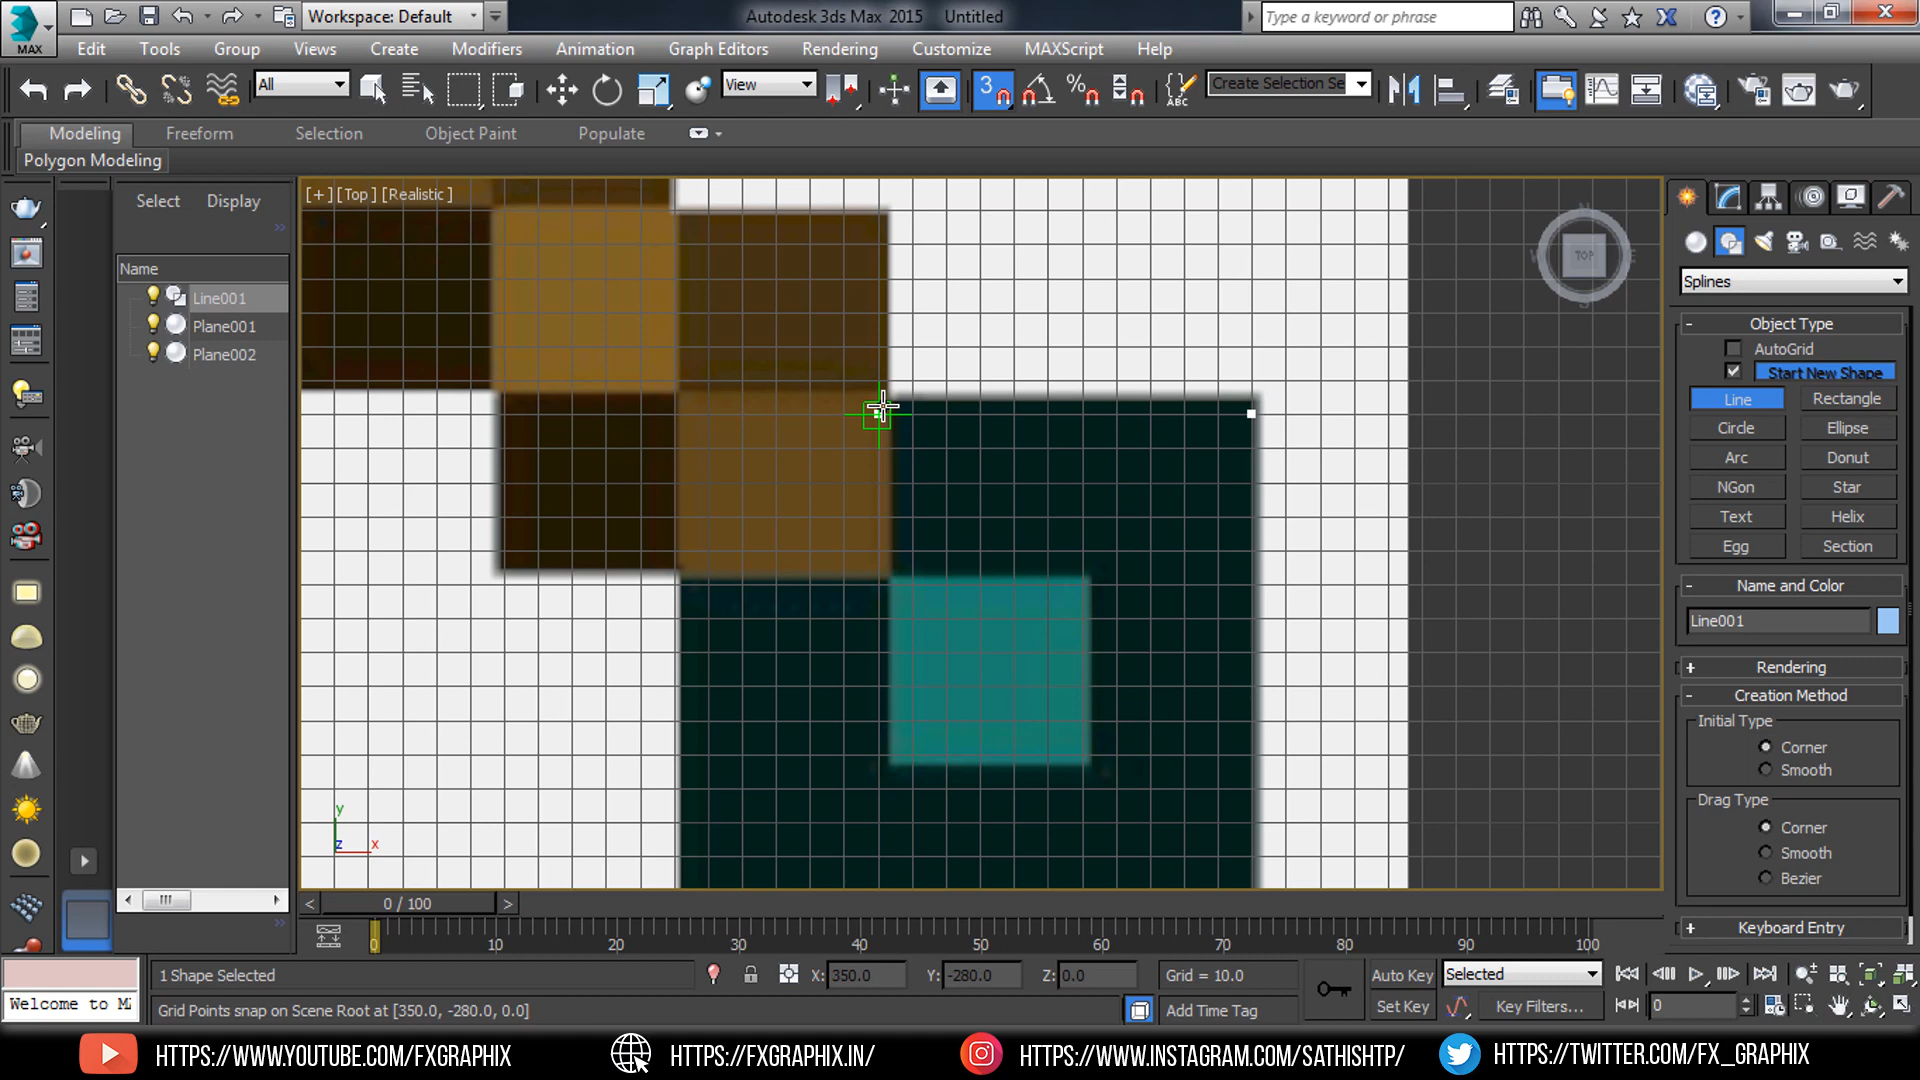 Workspace: Default
Autodesk 3ds Max 2015 Untitled
Type a keyword or phrase
MAX
Edit Tools Group Views Create Modifiers Animation Graph Editors Rendering Customize MAXScript Help
All
View
3
ABC
Create Selection Se
Modeling Freeform Selection Object Paint Populate
Polygon Modeling
Select Display
[+] [Top] [Realistic]
Name
Line001
Plane001
Plane002
TOP
Splines
Object Type
AutoGrid
Start New Shape
Line Rectangle
Circle Ellipse
Arc Donut
NGon Star
Text Helix
Egg Section
Name and Color
Line001
Rendering
Creation Method
Initial Type
Corner
Smooth
Drag Type
Corner
Smooth
Bezier
Keyboard Entry
y
z x
0 / 100
0 10 20 30 40 50 60 70 80 90 100
1 Shape Selected
X: 350.0 Y: -280.0 Z: 0.0 Grid = 10.0
Auto Key Selected
Welcome to M
Grid Points snap on Scene Root at [350.0, -280.0, 0.0]
Add Time Tag
Set Key Key Filters... 0
HTTPS://WWW.YOUTUBE.COM/FXGRAPHIX HTTPS://FXGRAPHIX.IN/ HTTPS://WWW.INSTAGRAM.COM/SATHISHTP/ HTTPS://TWITTER.COM/FX_GRAPHIX